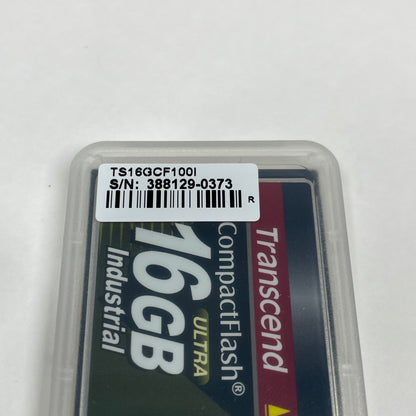 TS16GCF100I
S/N: 388129-0373
R
Transcend
CompactFlash®
ULTRA
16GB
Industrial